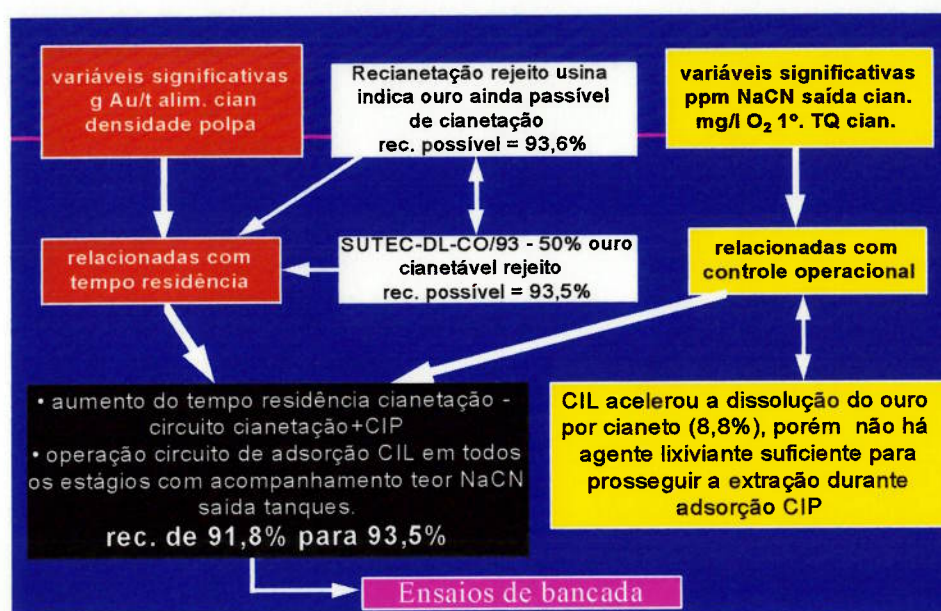 variáveis significativas
g Au/t alim. cian
densidade polpa
Recianetação rejeito usina
indica ouro ainda passível
de cianetação
rec. possível = 93,6%
variáveis significativas
ppm NaCN saída cian.
mg/l O₂ 1º. TQ cian.
relacionadas com
tempo residência
SUTEC-DL-CO/93 - 50% ouro
cianetável rejeito
rec. possível = 93,5%
relacionadas com
controle operacional
• aumento do tempo residência cianetação -
circuito cianetação+CIP
• operação circuito de adsorção CIL em todos
os estágios com acompanhamento teor NaCN
saida tanques.
rec. de 91,8% para 93,5%
CIL acelerou a dissolução do ouro
por cianeto (8,8%), porém não há
agente lixiviante suficiente para
prosseguir a extração durante
adsorção CIP
Ensaios de bancada